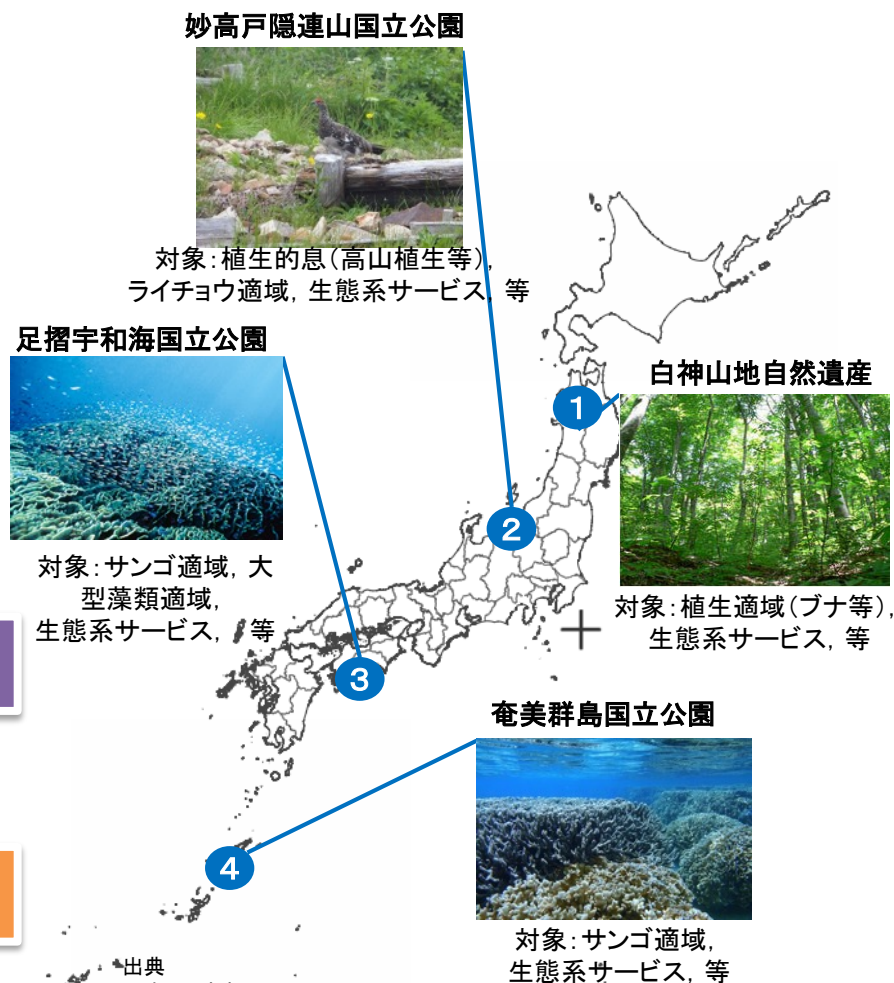 妙高戸隠連山国立公園
対象：植生的息（高山植生等），
ライチョウ適域，生態系サービス，等
足摺宇和海国立公園
対象：サンゴ適域，大
型藻類適域，
生態系サービス，等
白神山地自然遺産
対象：植生適域（ブナ等），
生態系サービス，等
1
2
3
奄美群島国立公園
4
対象：サンゴ適域，
生態系サービス，等
出典